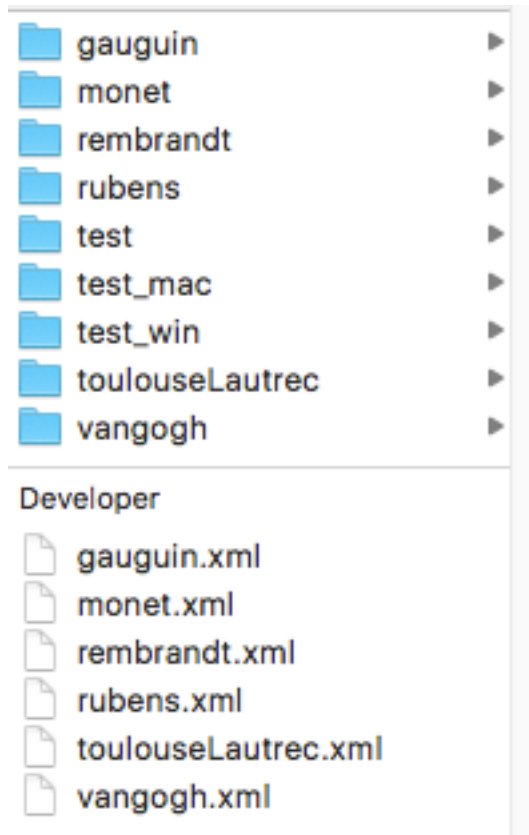 gauguin
monet
rembrandt
rubens
test
test_mac
test_win
toulouseLautrec
vangogh
Developer
gauguin.xml
monet.xml
rembrandt.xml
rubens.xml
toulouseLautrec.xml
vangogh.xml